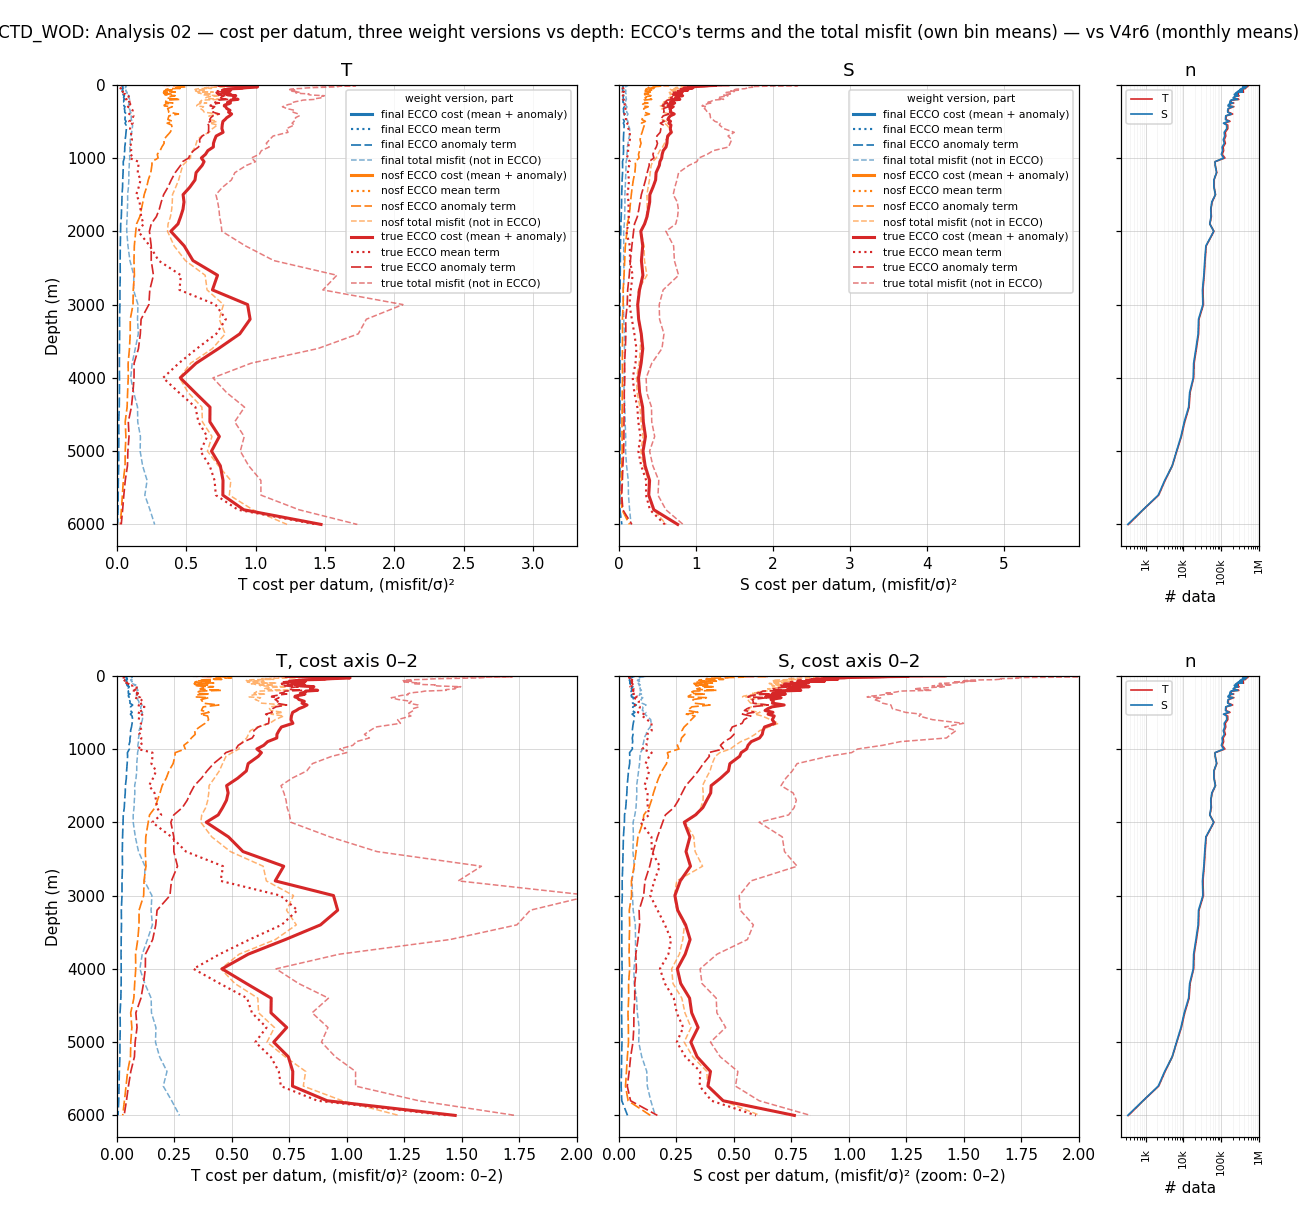 CTD_WOD: Analysis 02 — cost per datum, three weight versions vs depth: ECCO's terms and the total misfit (own bin means) — vs V4r6 (monthly means)
T
S
n
weight version, part
final ECCO cost (mean + anomaly)
final ECCO mean term
final ECCO anomaly term
final total misfit (not in ECCO)
nosf ECCO cost (mean + anomaly)
nosf ECCO mean term
nosf ECCO anomaly term
nosf total misfit (not in ECCO)
true ECCO cost (mean + anomaly)
true ECCO mean term
true ECCO anomaly term
true total misfit (not in ECCO)
weight version, part
final ECCO cost (mean + anomaly)
final ECCO mean term
final ECCO anomaly term
final total misfit (not in ECCO)
nosf ECCO cost (mean + anomaly)
nosf ECCO mean term
nosf ECCO anomaly term
nosf total misfit (not in ECCO)
true ECCO cost (mean + anomaly)
true ECCO mean term
true ECCO anomaly term
true total misfit (not in ECCO)
T
S
0
1000
2000
3000
4000
5000
6000
Depth (m)
0.0 0.5 1.0 1.5 2.0 2.5 3.0
T cost per datum, (misfit/σ)²
0 1 2 3 4 5
S cost per datum, (misfit/σ)²
1k 10k 100k 1M
# data
T, cost axis 0–2
S, cost axis 0–2
n
T
S
0
1000
2000
3000
4000
5000
6000
Depth (m)
0.00 0.25 0.50 0.75 1.00 1.25 1.50 1.75 2.00
T cost per datum, (misfit/σ)² (zoom: 0–2)
0.00 0.25 0.50 0.75 1.00 1.25 1.50 1.75 2.00
S cost per datum, (misfit/σ)² (zoom: 0–2)
1k 10k 100k 1M
# data